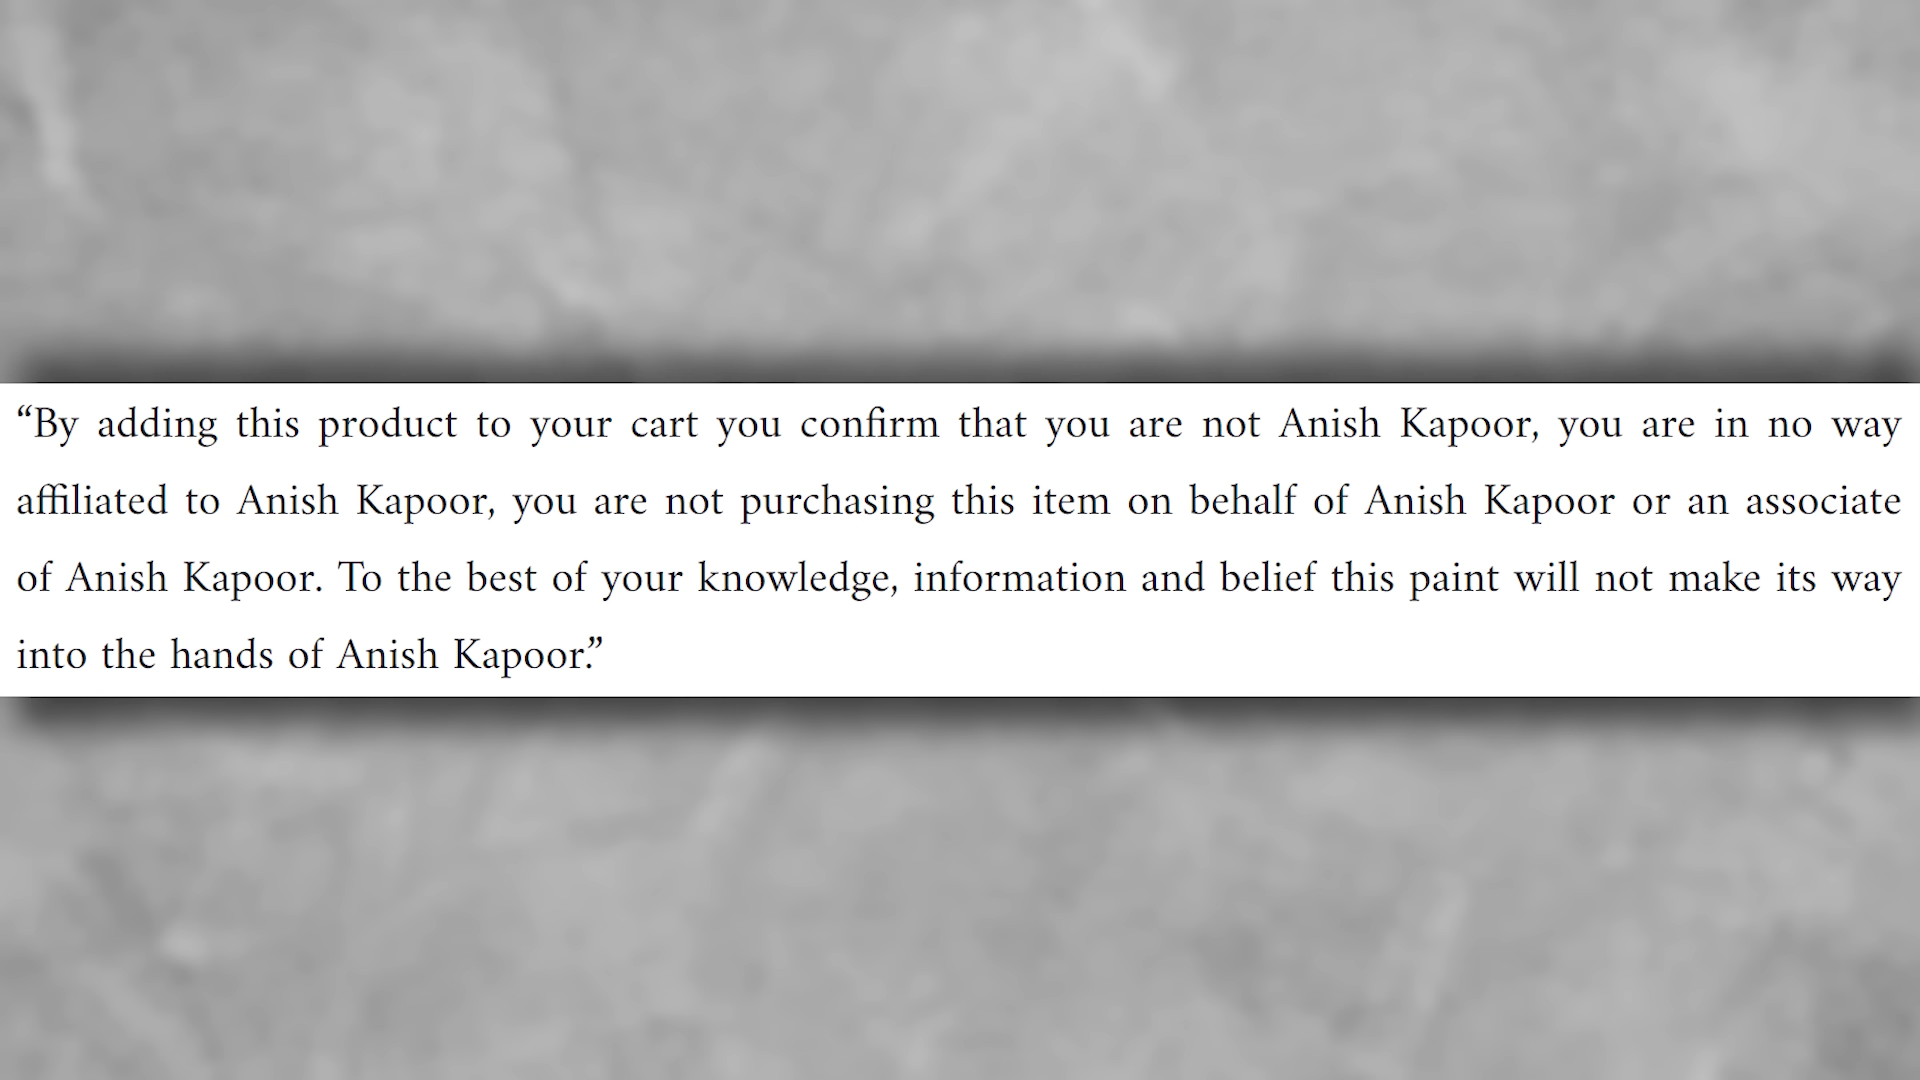 “By adding this product to your cart you confirm that you are not Anish Kapoor, you are in no way
affiliated to Anish Kapoor, you are not purchasing this item on behalf of Anish Kapoor or an associate
of Anish Kapoor. To the best of your knowledge, information and belief this paint will not make its way
into the hands of Anish Kapoor.”